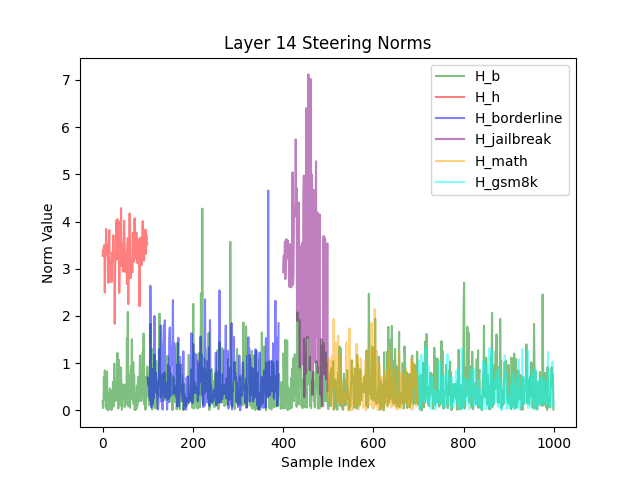 Layer 14 Steering Norms
Norm Value
7
6
5
4
3
2
1
0
H_b
H_h
H_borderline
H_jailbreak
H_math
H_gsm8k
0 200 400 600 800 1000
Sample Index